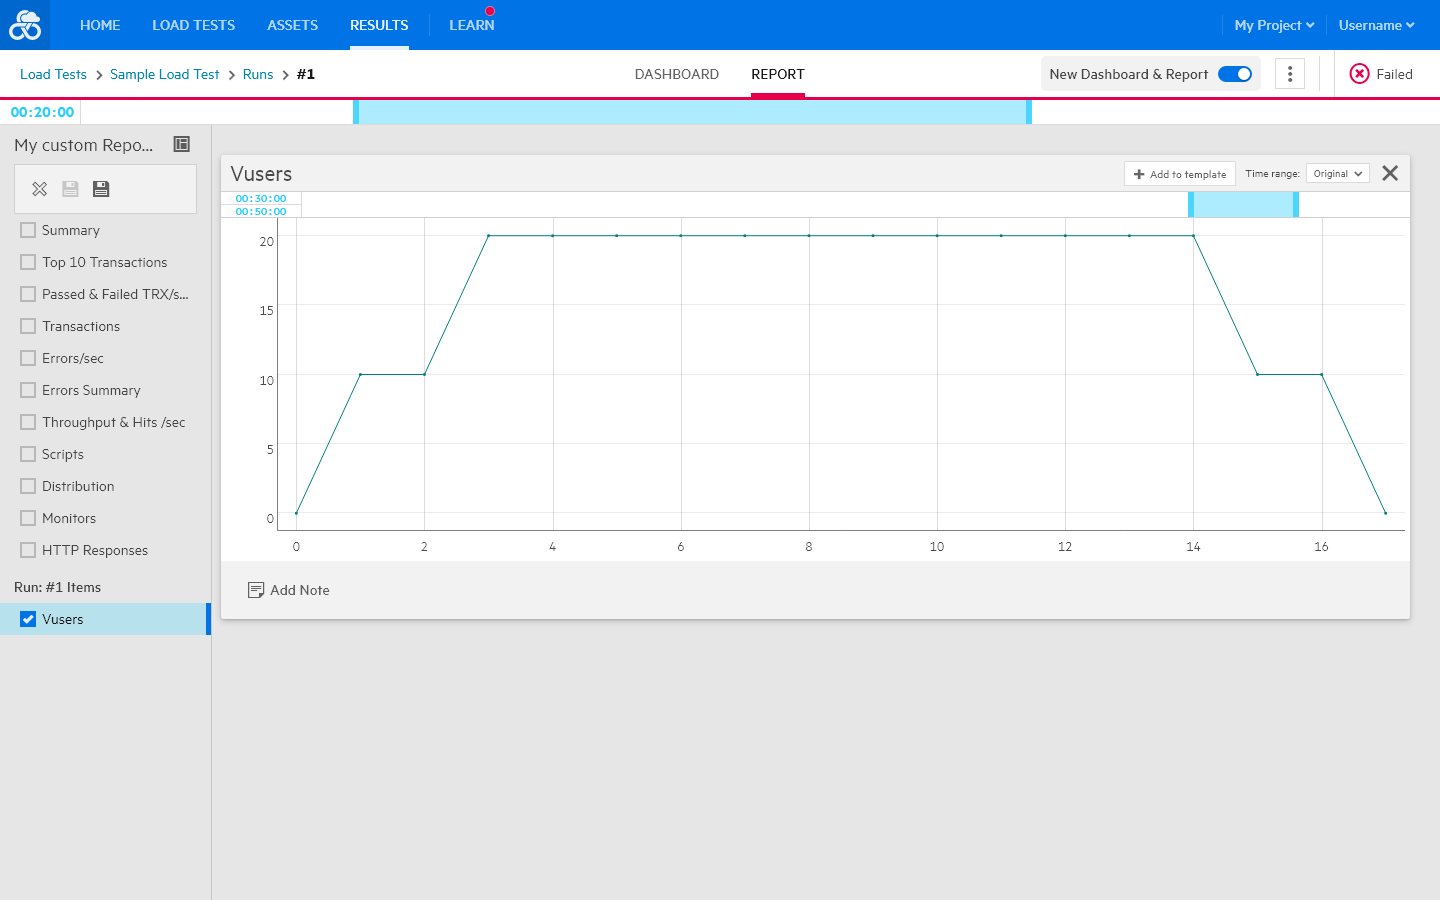 HOME LOAD TESTS ASSETS RESULTS LEARN My Project Username
Load Tests Sample Load Test Runs #1 DASHBOARD REPORT New Dashboard & Report Failed
00:20:00
My custom Repo...
Summary
Top 10 Transactions
Passed & Failed TRX/s...
Transactions
Errors/sec
Errors Summary
Throughput & Hits /sec
Scripts
Distribution
Monitors
HTTP Responses
Run: #1 Items
Vusers
Vusers Add to template Time range: Original
00:30:00
00:50:00
20
15
10
5
0
0 2 4 6 8 10 12 14 16
Add Note